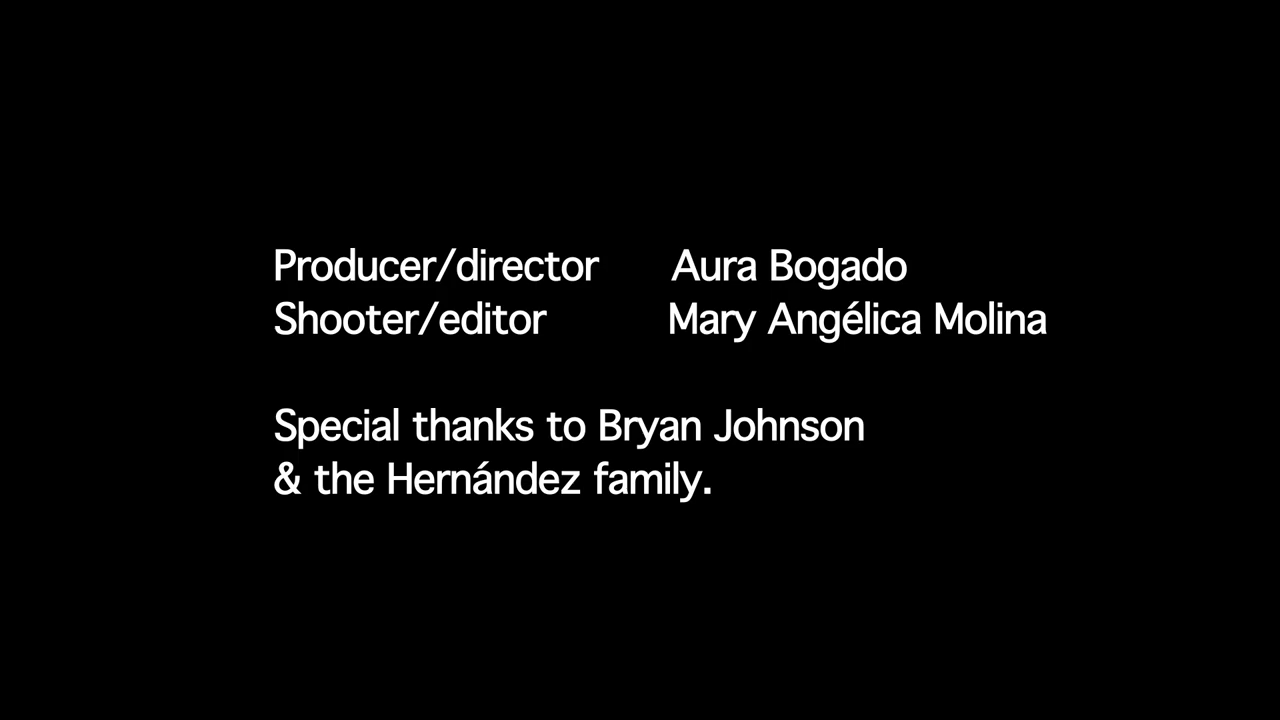 Producer/director Aura Bogado
Shooter/editor Mary Angélica Molina
Special thanks to Bryan Johnson
& the Hernández family.